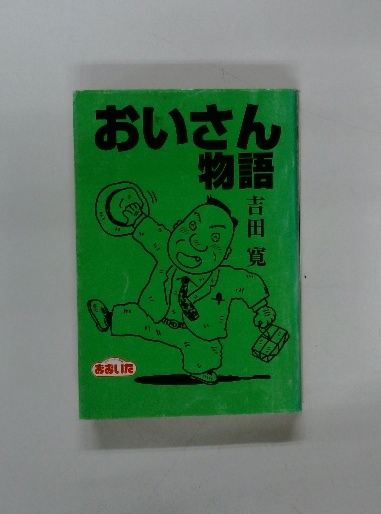 おいさん
物語
吉田 寛
おおいた